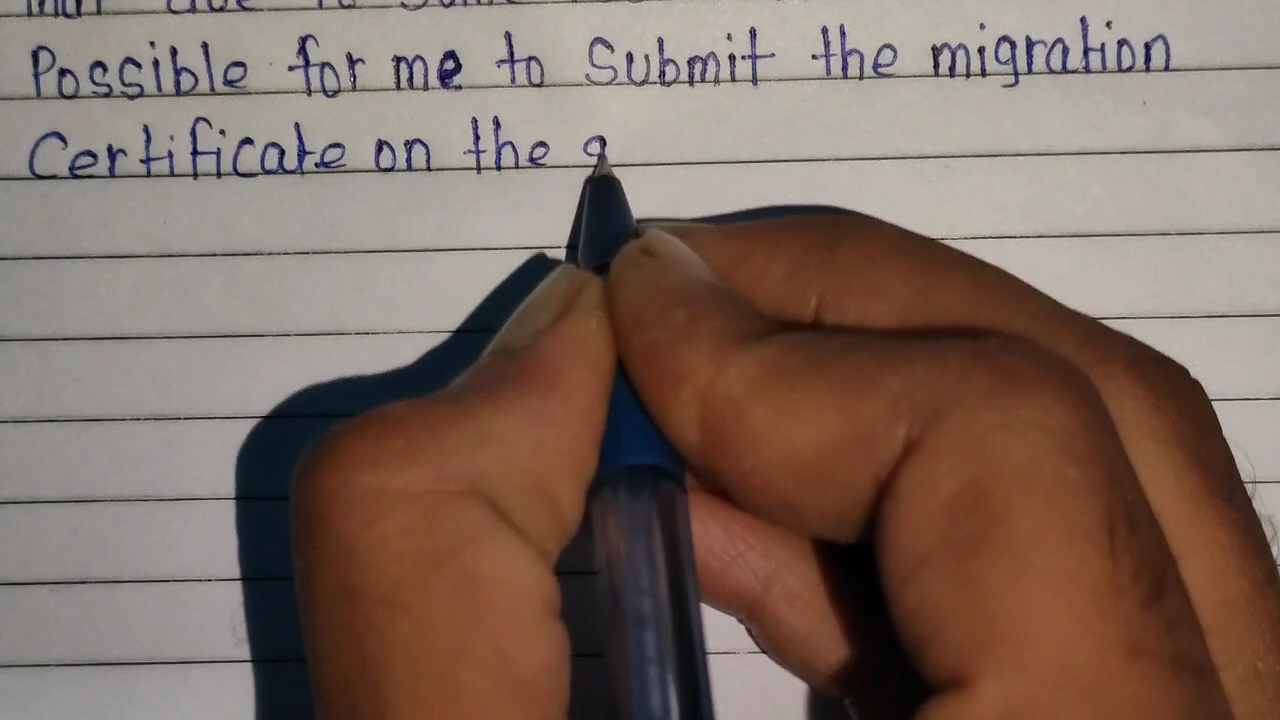 Possible for me to Submit the migration
Certificate on the